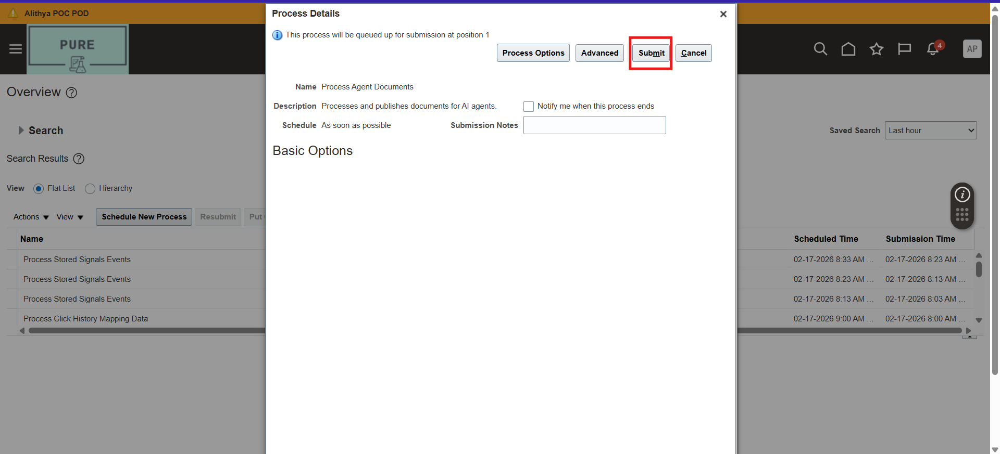 Alithya POC POD
PURE
4
AP
Overview
Search
Saved Search Last hour
Search Results
View Flat List Hierarchy
Actions View Schedule New Process Resubmit Put
Name Scheduled Time Submission Time
Process Stored Signals Events 02-17-2026 8:33 AM ... 02-17-2026 8:23 AM ...
Process Stored Signals Events 02-17-2026 8:23 AM ... 02-17-2026 8:13 AM ...
Process Stored Signals Events 02-17-2026 8:13 AM ... 02-17-2026 8:03 AM ...
Process Click History Mapping Data 02-17-2026 9:00 AM ... 02-17-2026 8:00 AM ...
Process Details
This process will be queued up for submission at position 1
Process Options Advanced Submit Cancel
Name Process Agent Documents
Description Processes and publishes documents for AI agents. Notify me when this process ends
Schedule As soon as possible Submission Notes
Basic Options